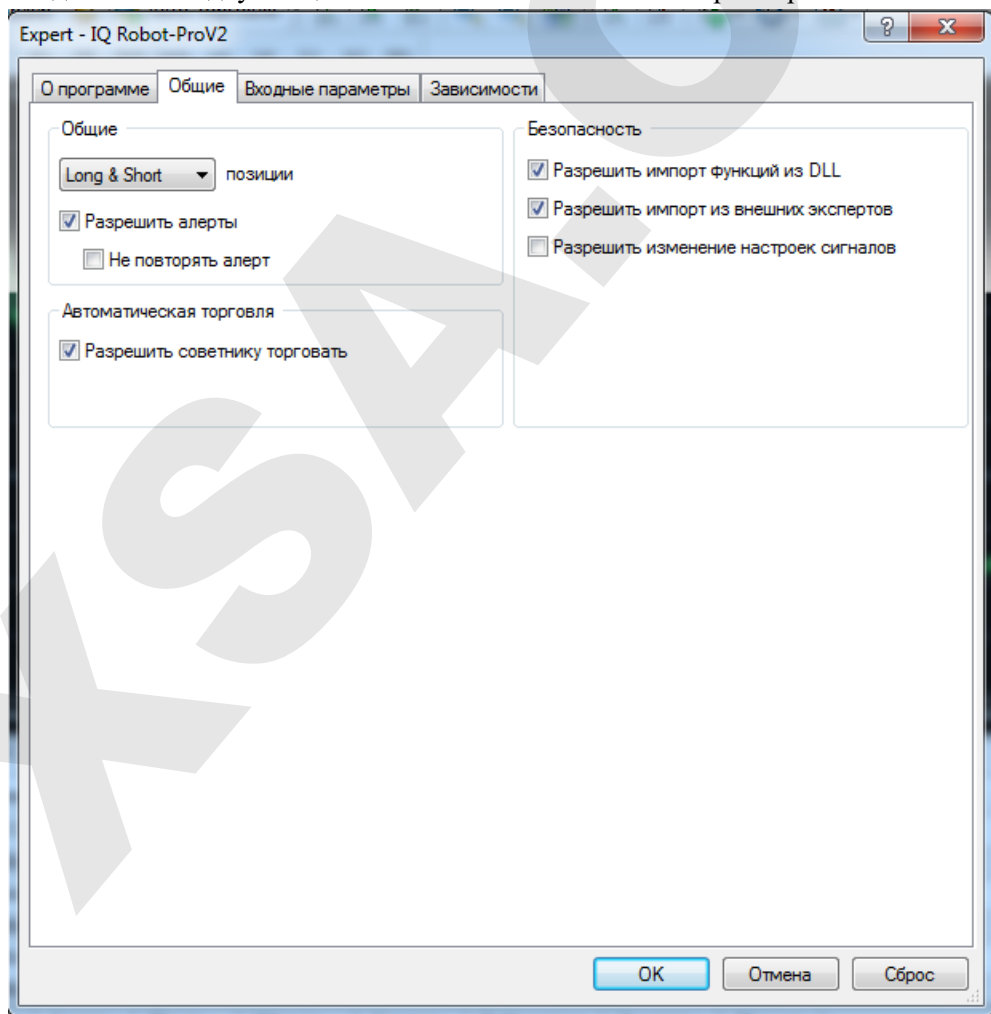 Expert - IQ Robot-ProV2
О программе Общие Входные параметры Зависимости
Общие
Long & Short позиции
Разрешить алерты
Не повторять алерт
Автоматическая торговля
Разрешить советнику торговать
Безопасность
Разрешить импорт функций из DLL
Разрешить импорт из внешних экспертов
Разрешить изменение настроек сигналов
OK Отмена Сброс